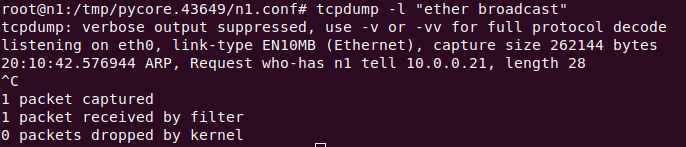 root@n1:/tmp/pycore.43649/n1.conf# tcpdump -l "ether broadcast"
tcpdump: verbose output suppressed, use -v or -vv for full protocol decode
listening on eth0, link-type EN10MB (Ethernet), capture size 262144 bytes
20:10:42.576944 ARP, Request who-has n1 tell 10.0.0.21, length 28
^C
1 packet captured
1 packet received by filter
0 packets dropped by kernel